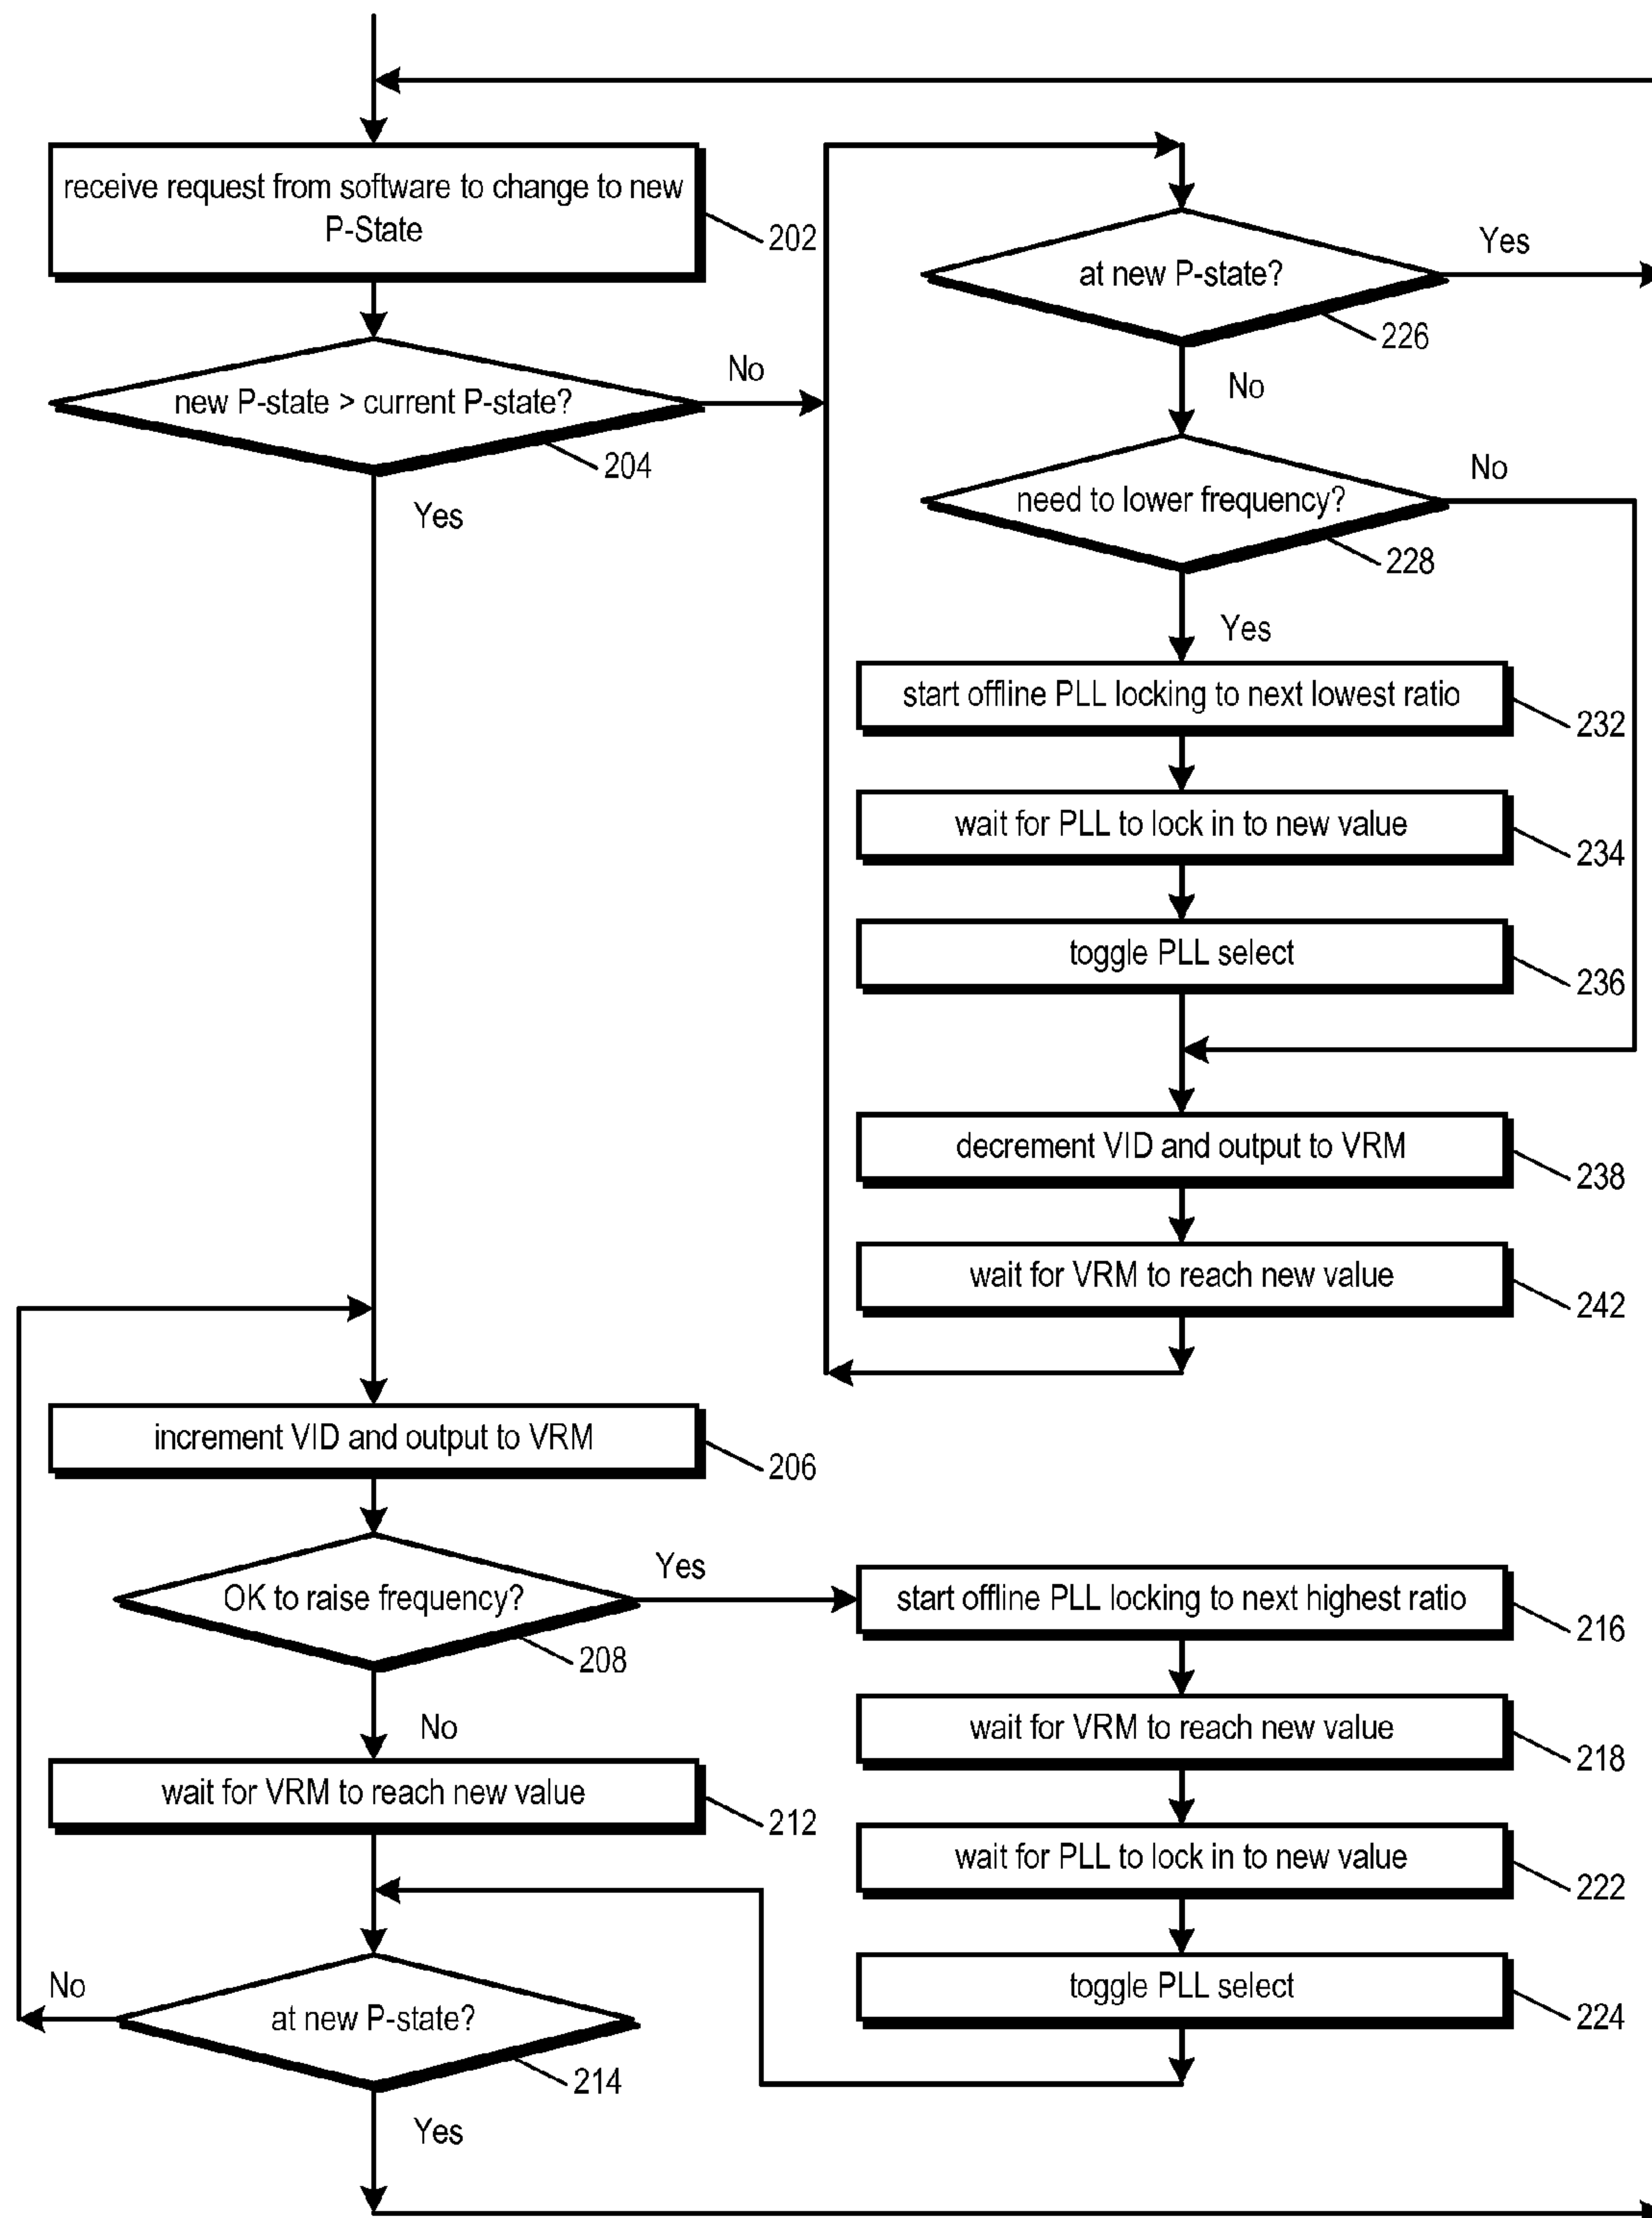 receive request from software to change to new
P-State
202
new P-state > current P-state?
204
No
Yes
at new P-state?
226
Yes
No
need to lower frequency?
228
No
Yes
start offline PLL locking to next lowest ratio
232
wait for PLL to lock in to new value
234
toggle PLL select
236
decrement VID and output to VRM
238
wait for VRM to reach new value
242
increment VID and output to VRM
206
OK to raise frequency?
208
Yes
No
start offline PLL locking to next highest ratio
216
wait for VRM to reach new value
218
wait for VRM to reach new value
212
wait for PLL to lock in to new value
222
toggle PLL select
224
at new P-state?
214
No
Yes